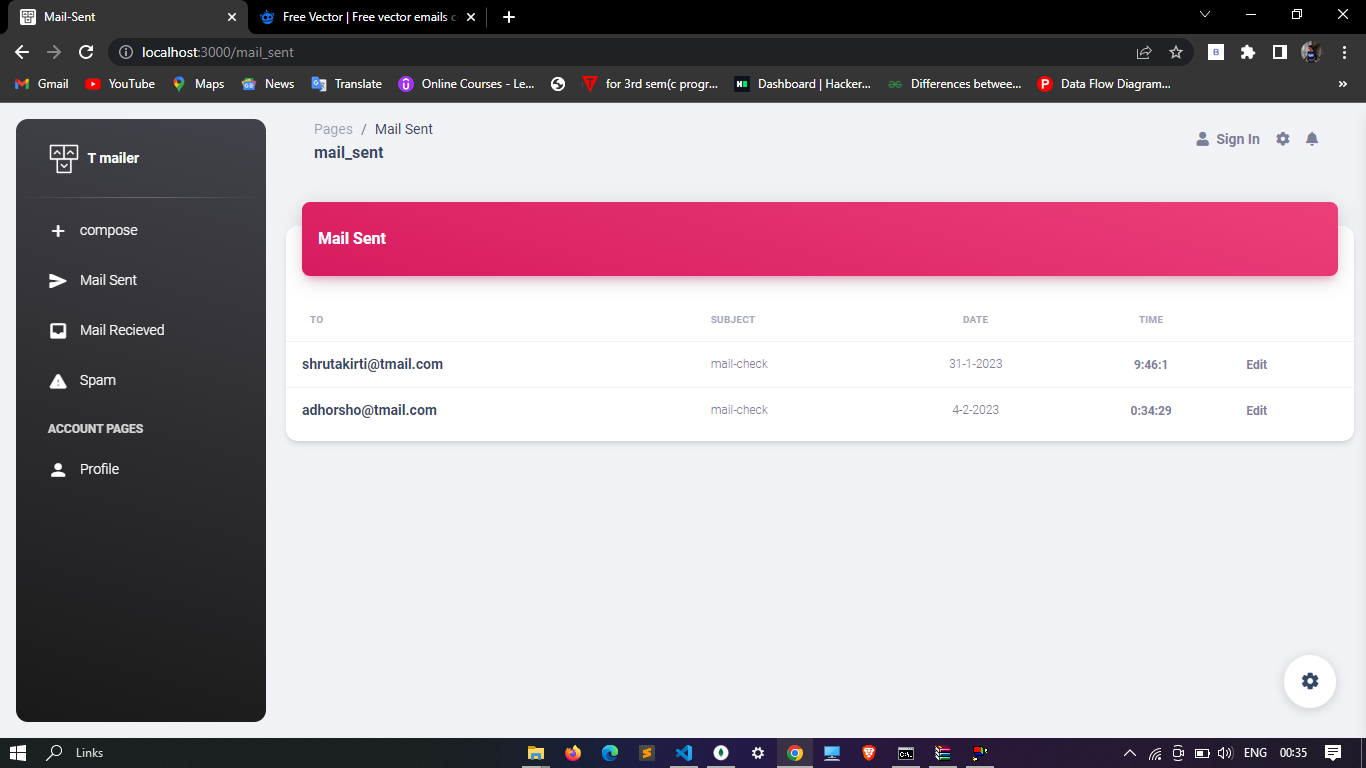 Mail-Sent
Free Vector | Free vector emails c
localhost:3000/mail_sent
Gmail YouTube Maps News Translate Online Courses - Le... for 3rd sem(c progr... Dashboard | Hacker... Differences betwee... Data Flow Diagram... »
T mailer
compose
Mail Sent
Mail Recieved
Spam
ACCOUNT PAGES
Profile
Pages / Mail Sent
mail_sent
Sign In
Mail Sent
TO SUBJECT DATE TIME
shrutakirti@tmail.com mail-check 31-1-2023 9:46:1 Edit
adhorsho@tmail.com mail-check 4-2-2023 0:34:29 Edit
Links
ENG 00:35